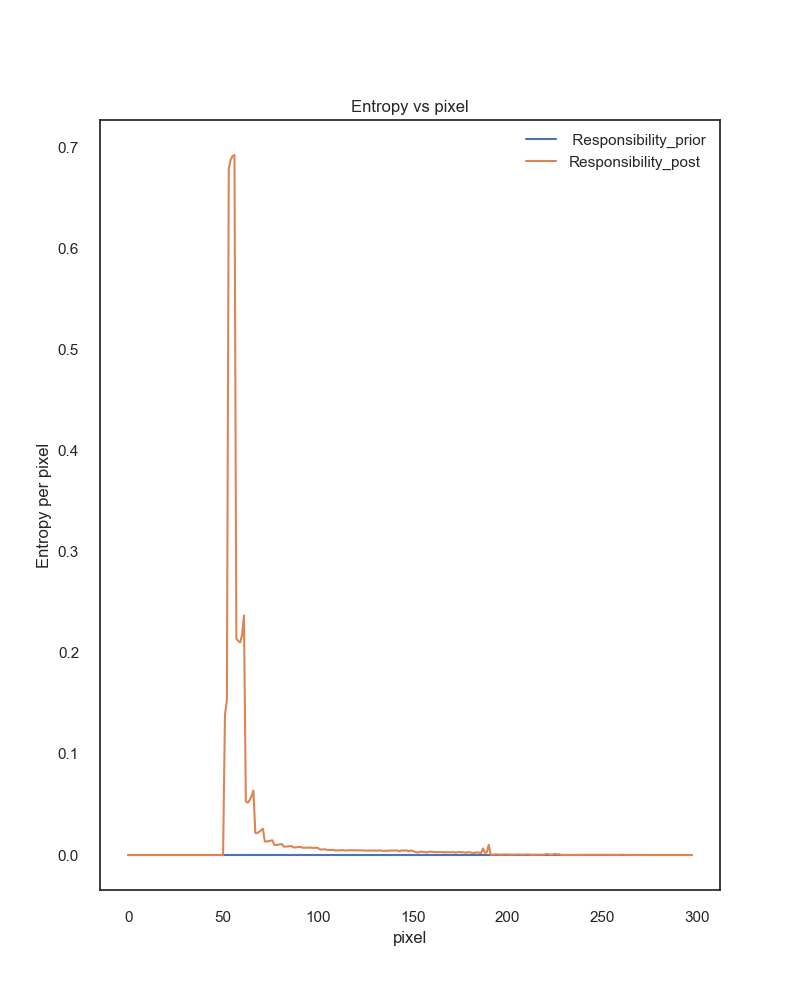 Entropy vs pixel
Responsibility_prior
Responsibility_post
0.7
0.6
0.5
0.4
0.3
0.2
0.1
0.0
Entropy per pixel
0 50 100 150 200 250 300
pixel